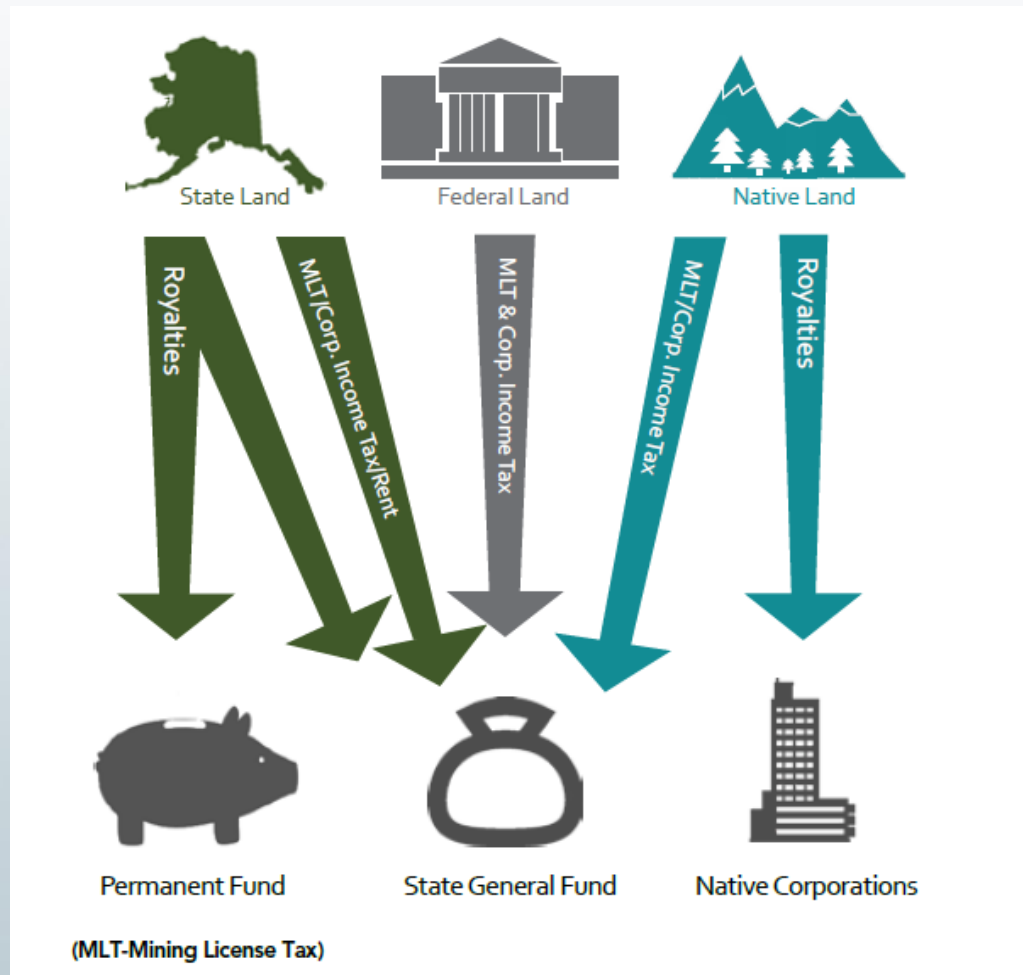 State Land
Federal Land
Native Land
Royalties
MLT/Corp. Income Tax/Rent
MLT & Corp. Income Tax
MLT/Corp. Income Tax
Royalties
Permanent Fund
State General Fund
Native Corporations
(MLT-Mining License Tax)